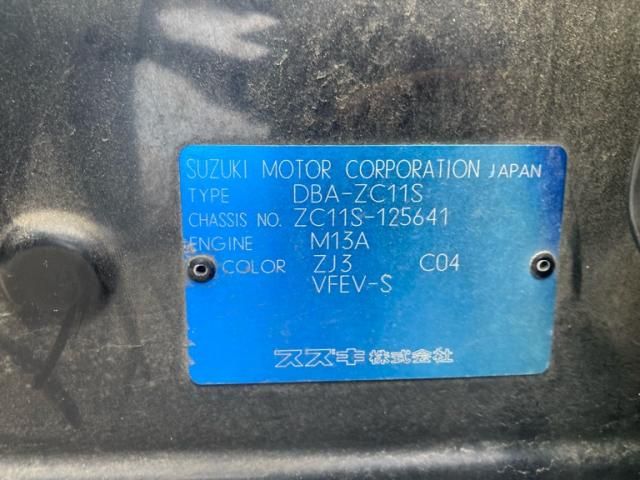 SUZUKI MOTOR CORPORATION JAPAN
TYPE DBA-ZC11S
CHASSIS NO. ZC11S-125641
ENGINE M13A
COLOR ZJ3 C04
VFEV-S
スズキ株式会社